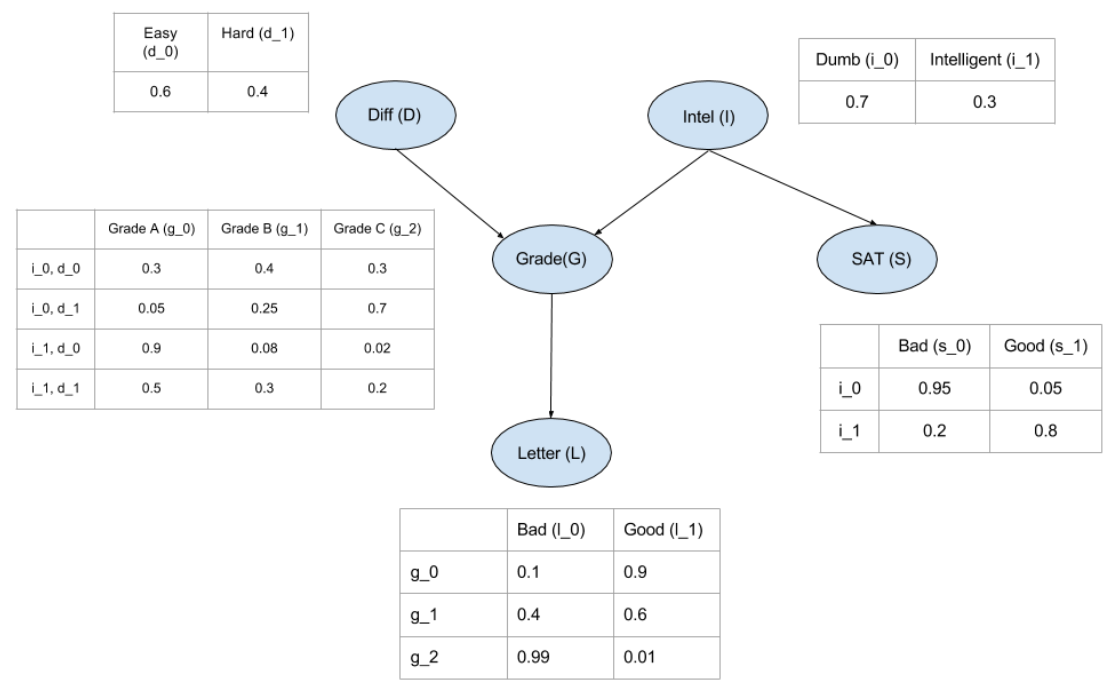 Easy (d_0) Hard (d_1)
0.6 0.4
Dumb (i_0) Intelligent (i_1)
0.7 0.3
Diff (D)
Intel (I)
Grade A (g_0) Grade B (g_1) Grade C (g_2)
i_0, d_0 0.3 0.4 0.3
i_0, d_1 0.05 0.25 0.7
i_1, d_0 0.9 0.08 0.02
i_1, d_1 0.5 0.3 0.2
Grade(G)
SAT (S)
Bad (s_0) Good (s_1)
i_0 0.95 0.05
i_1 0.2 0.8
Letter (L)
Bad (l_0) Good (l_1)
g_0 0.1 0.9
g_1 0.4 0.6
g_2 0.99 0.01